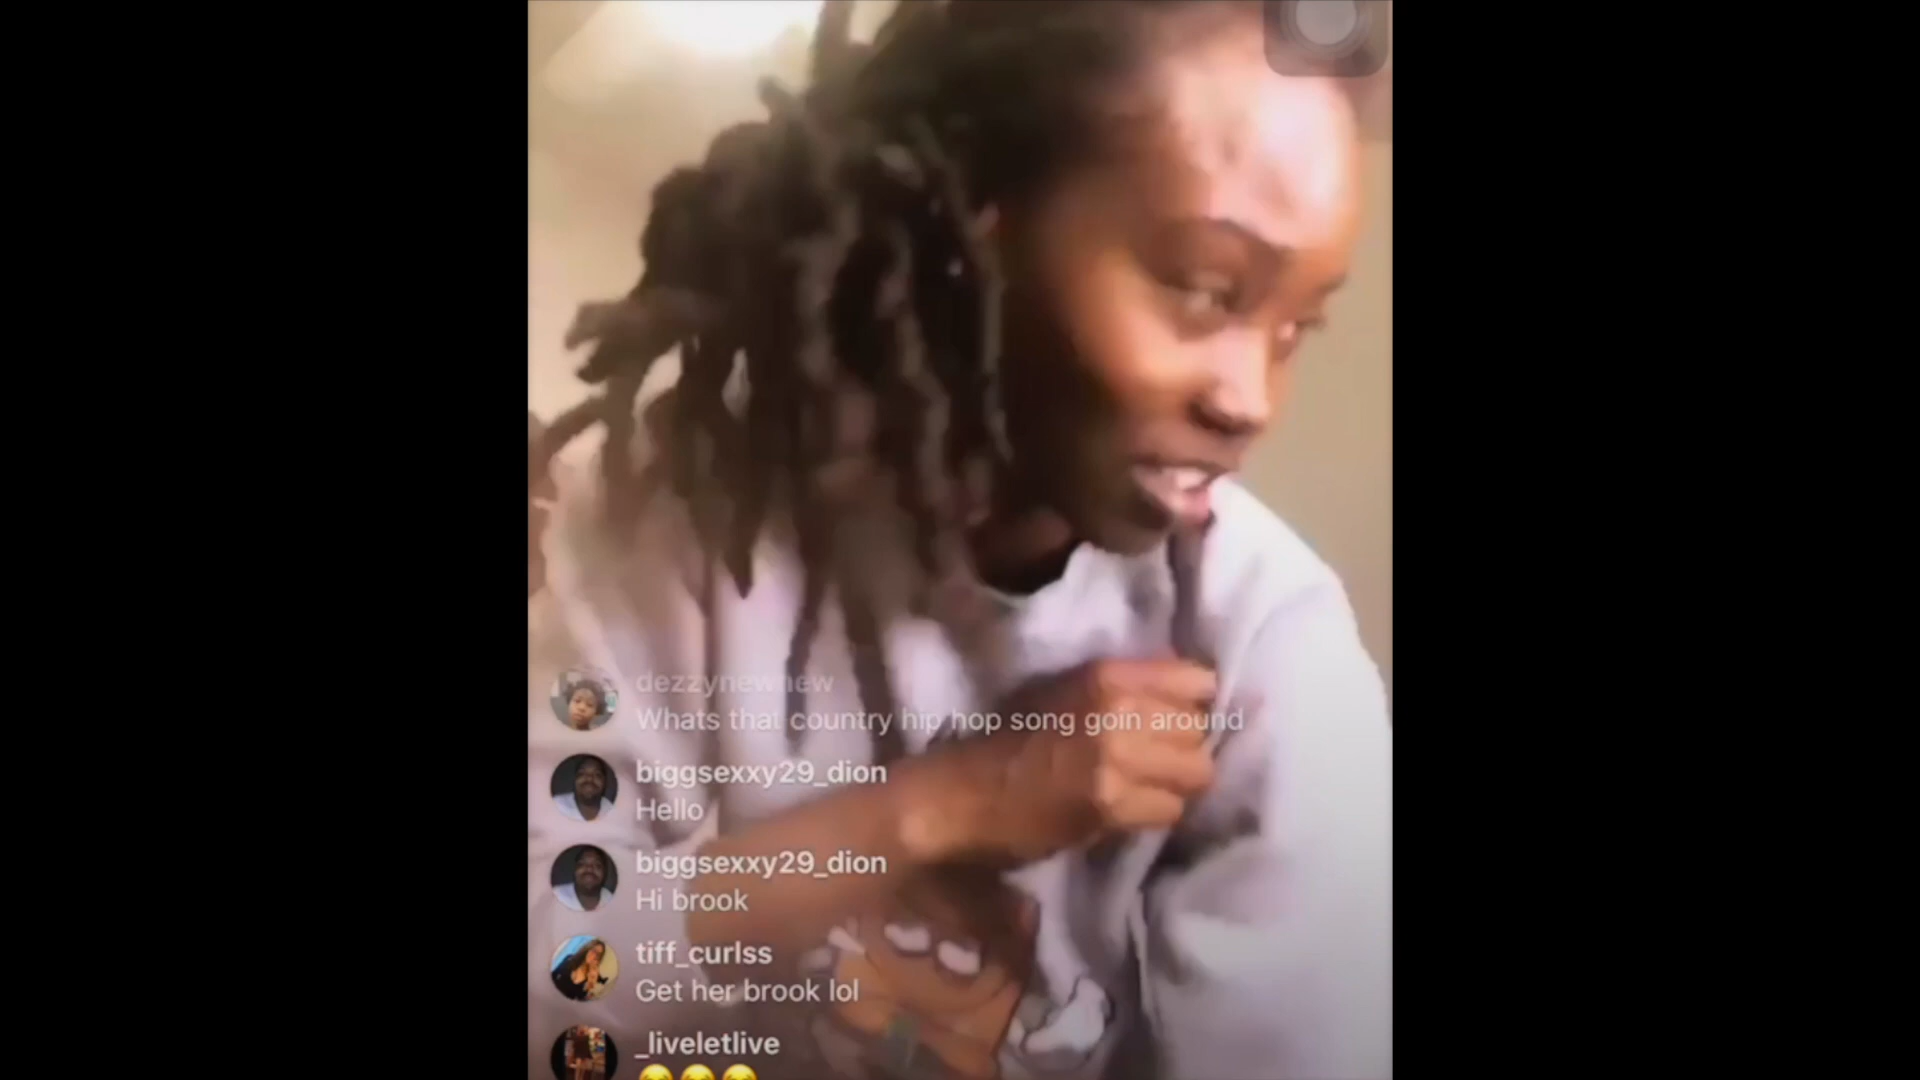 dezzynewnew
Whats that country hip hop song goin around
biggsexxy29_dion
Hello
biggsexxy29_dion
Hi brook
tiff_curlss
Get her brook lol
_liveletlive
😂😂😂